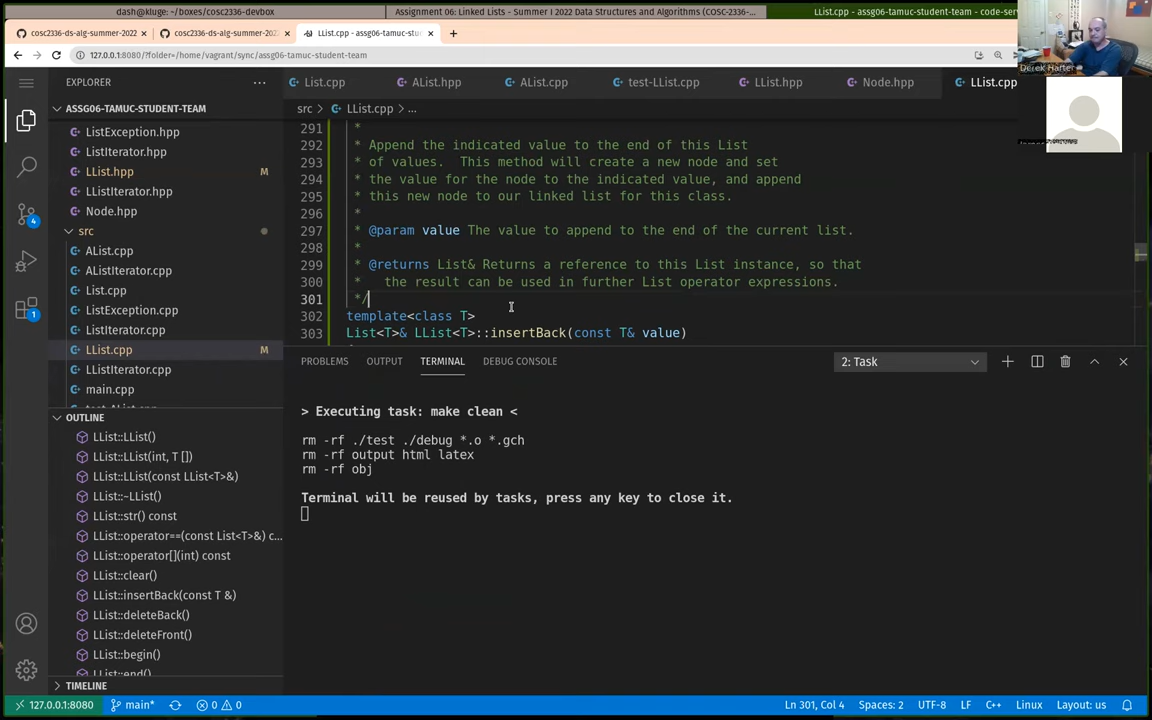 dash@kluge: ~/boxes/cosc2336-devbox
Assignment 06: Linked Lists - Summer I 2022 Data Structures and Algorithms (COSC-2336-...
LList.cpp - assg06-tamuc-student-team - code-serv
cosc2336-ds-alg-summer-2022
cosc2336-ds-alg-summer-202
LList.cpp - assg06-tamuc-stu
127.0.0.1:8080/?folder=/home/vagrant/sync/assg06-tamuc-student-team
Derek Harter
EXPLORER
List.cpp
AList.hpp
AList.cpp
test-LList.cpp
LList.hpp
Node.hpp
LList.cpp
ASSG06-TAMUC-STUDENT-TEAM
src > LList.cpp > ...
ListException.hpp
ListIterator.hpp
LList.hpp M
LListIterator.hpp
Node.hpp
src
AList.cpp
AListIterator.cpp
List.cpp
ListException.cpp
ListIterator.cpp
LList.cpp M
LListIterator.cpp
main.cpp
291 *
292 * Append the indicated value to the end of this List
293 * of values. This method will create a new node and set
294 * the value for the node to the indicated value, and append
295 * this new node to our linked list for this class.
296 *
297 * @param value The value to append to the end of the current list.
298 *
299 * @returns List& Returns a reference to this List instance, so that
300 * the result can be used in further List operator expressions.
301 */
302 template<class T>
303 List<T>& LList<T>::insertBack(const T& value)
4
1
OUTLINE
LList::LList()
LList::LList(int, T [])
LList::LList(const LList<T>&)
LList::~LList()
LList::str() const
LList::operator==(const List<T>&) c...
LList::operator[](int) const
LList::clear()
LList::insertBack(const T &)
LList::deleteBack()
LList::deleteFront()
LList::begin()
LList::end()
TIMELINE
PROBLEMS
OUTPUT
TERMINAL
DEBUG CONSOLE
2: Task
> Executing task: make clean <
rm -rf ./test ./debug *.o *.gch
rm -rf output html latex
rm -rf obj
Terminal will be reused by tasks, press any key to close it.
127.0.0.1:8080
main*
0
0
Ln 301, Col 4
Spaces: 2
UTF-8
LF
C++
Linux
Layout: us